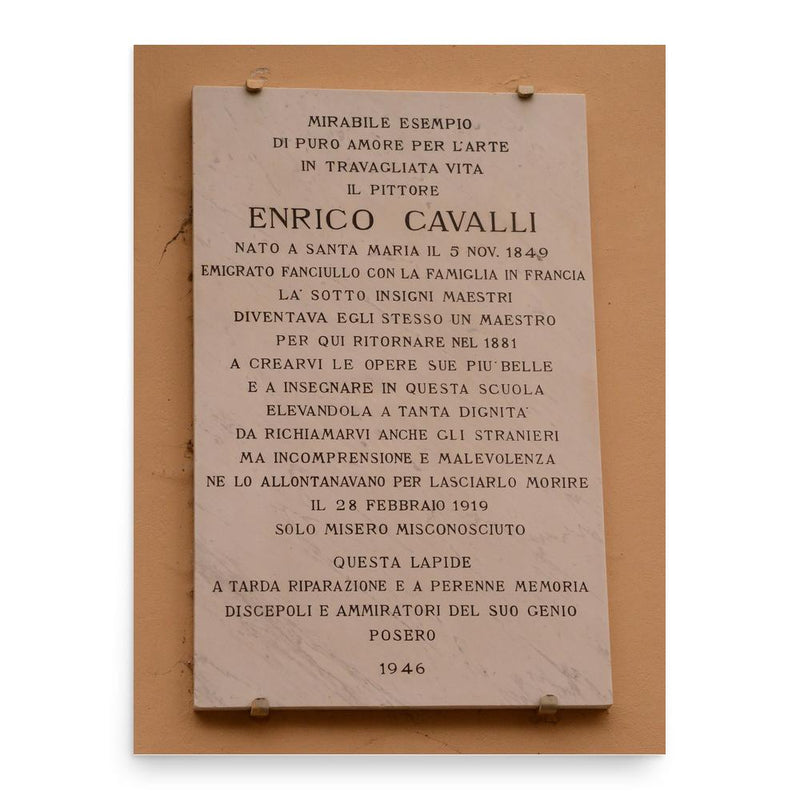 MIRABILE ESEMPIO
DI PURO AMORE PER L'ARTE
IN TRAVAGLIATA VITA
IL PITTORE
ENRICO CAVALLI
NATO A SANTA MARIA IL 5 NOV. 1849
EMIGRATO FANCIULLO CON LA FAMIGLIA IN FRANCIA
LA' SOTTO INSIGNI MAESTRI
DIVENTAVA EGLI STESSO UN MAESTRO
PER QUI RITORNARE NEL 1881
A CREARVI LE OPERE SUE PIU' BELLE
E A INSEGNARE IN QUESTA SCUOLA
ELEVANDOLA A TANTA DIGNITA'
DA RICHIAMARVI ANCHE GLI STRANIERI
MA INCOMPRENSIONE E MALEVOLENZA
NE LO ALLONTANAVANO PER LASCIARLO MORIRE
IL 28 FEBBRAIO 1919
SOLO MISERO MISCONOSCIUTO
QUESTA LAPIDE
A TARDA RIPARAZIONE E A PERENNE MEMORIA
DISCEPOLI E AMMIRATORI DEL SUO GENIO
POSERO
1946